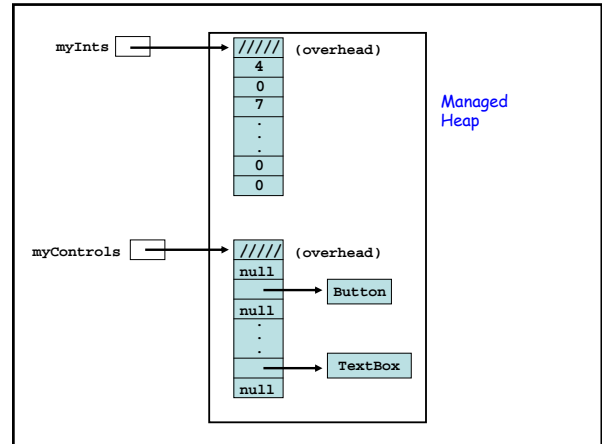 myInts
///// (overhead)
4
0
7
.
.
.
0
0
Managed
Heap
myControls
///// (overhead)
null
Button
null
.
.
.
TextBox
null